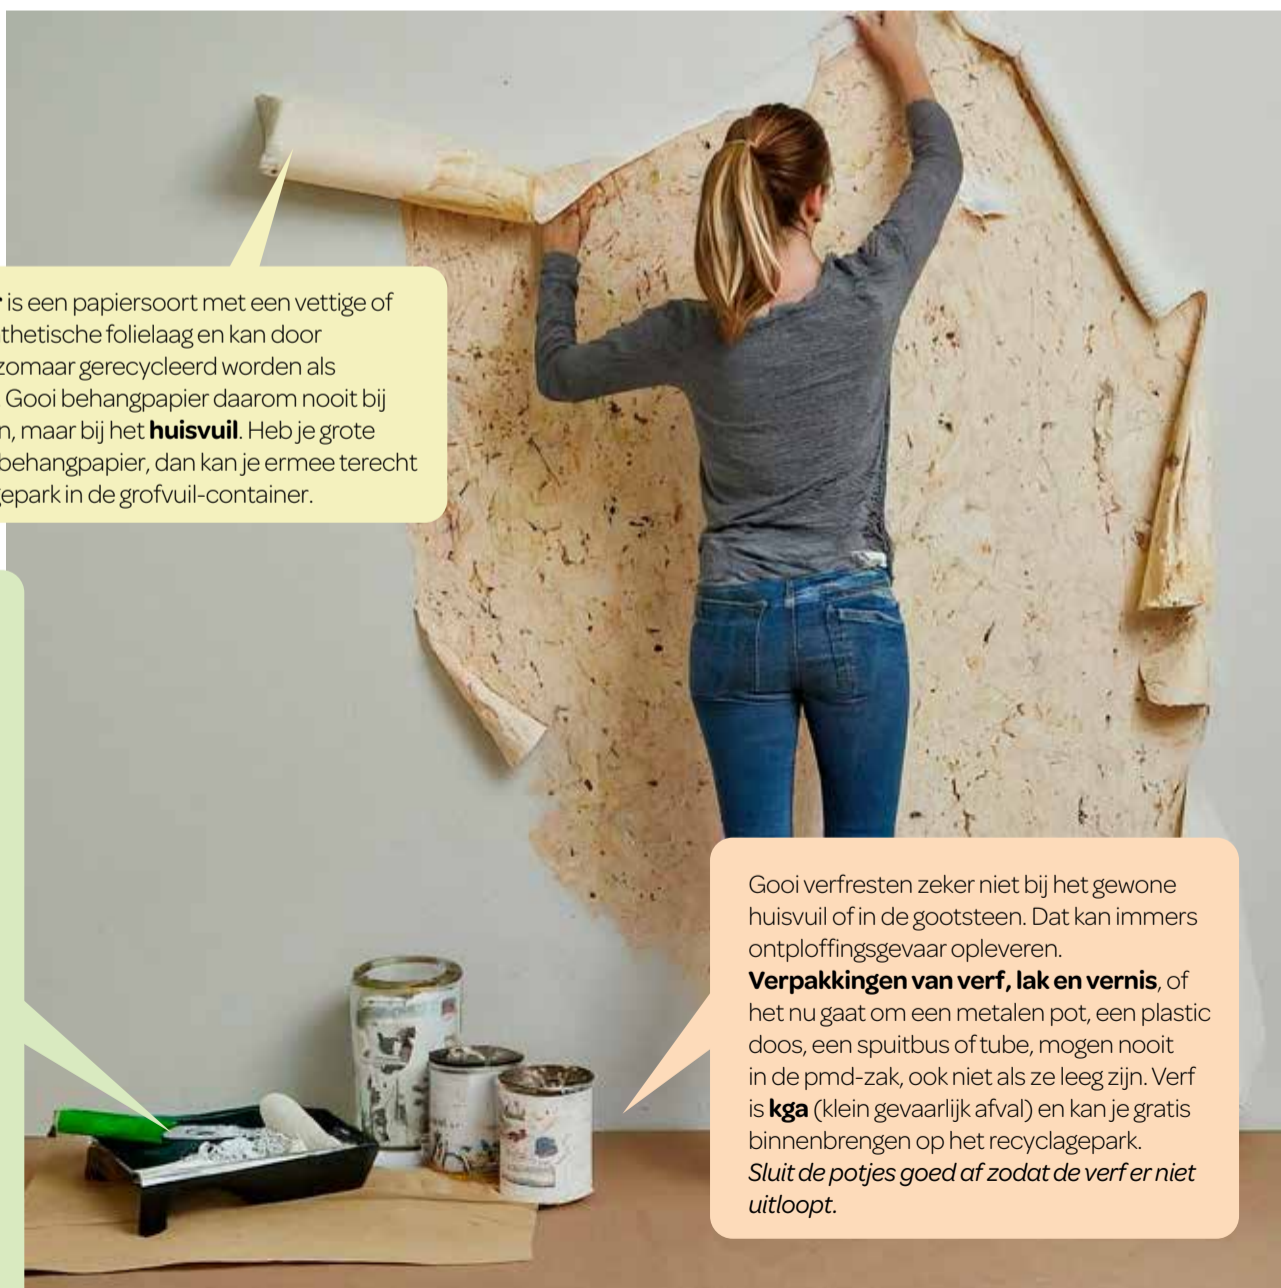 is een papiersoort met een vettige of
thetische folielaag en kan door
zomaar gerecycleerd worden als
. Gooi behangpapier daarom nooit bij
n, maar bij het huisvuil. Heb je grote
behangpapier, dan kan je ermee terecht
gepark in de grofvuil-container.
Gooi verfresten zeker niet bij het gewone
huisvuil of in de gootsteen. Dat kan immers
ontploffingsgevaar opleveren.
Verpakkingen van verf, lak en vernis, of
het nu gaat om een metalen pot, een plastic
doos, een spuitbus of tube, mogen nooit
in de pmd-zak, ook niet als ze leeg zijn. Verf
is kga (klein gevaarlijk afval) en kan je gratis
binnenbrengen op het recyclagepark.
Sluit de potjes goed af zodat de verf er niet
uitloopt.